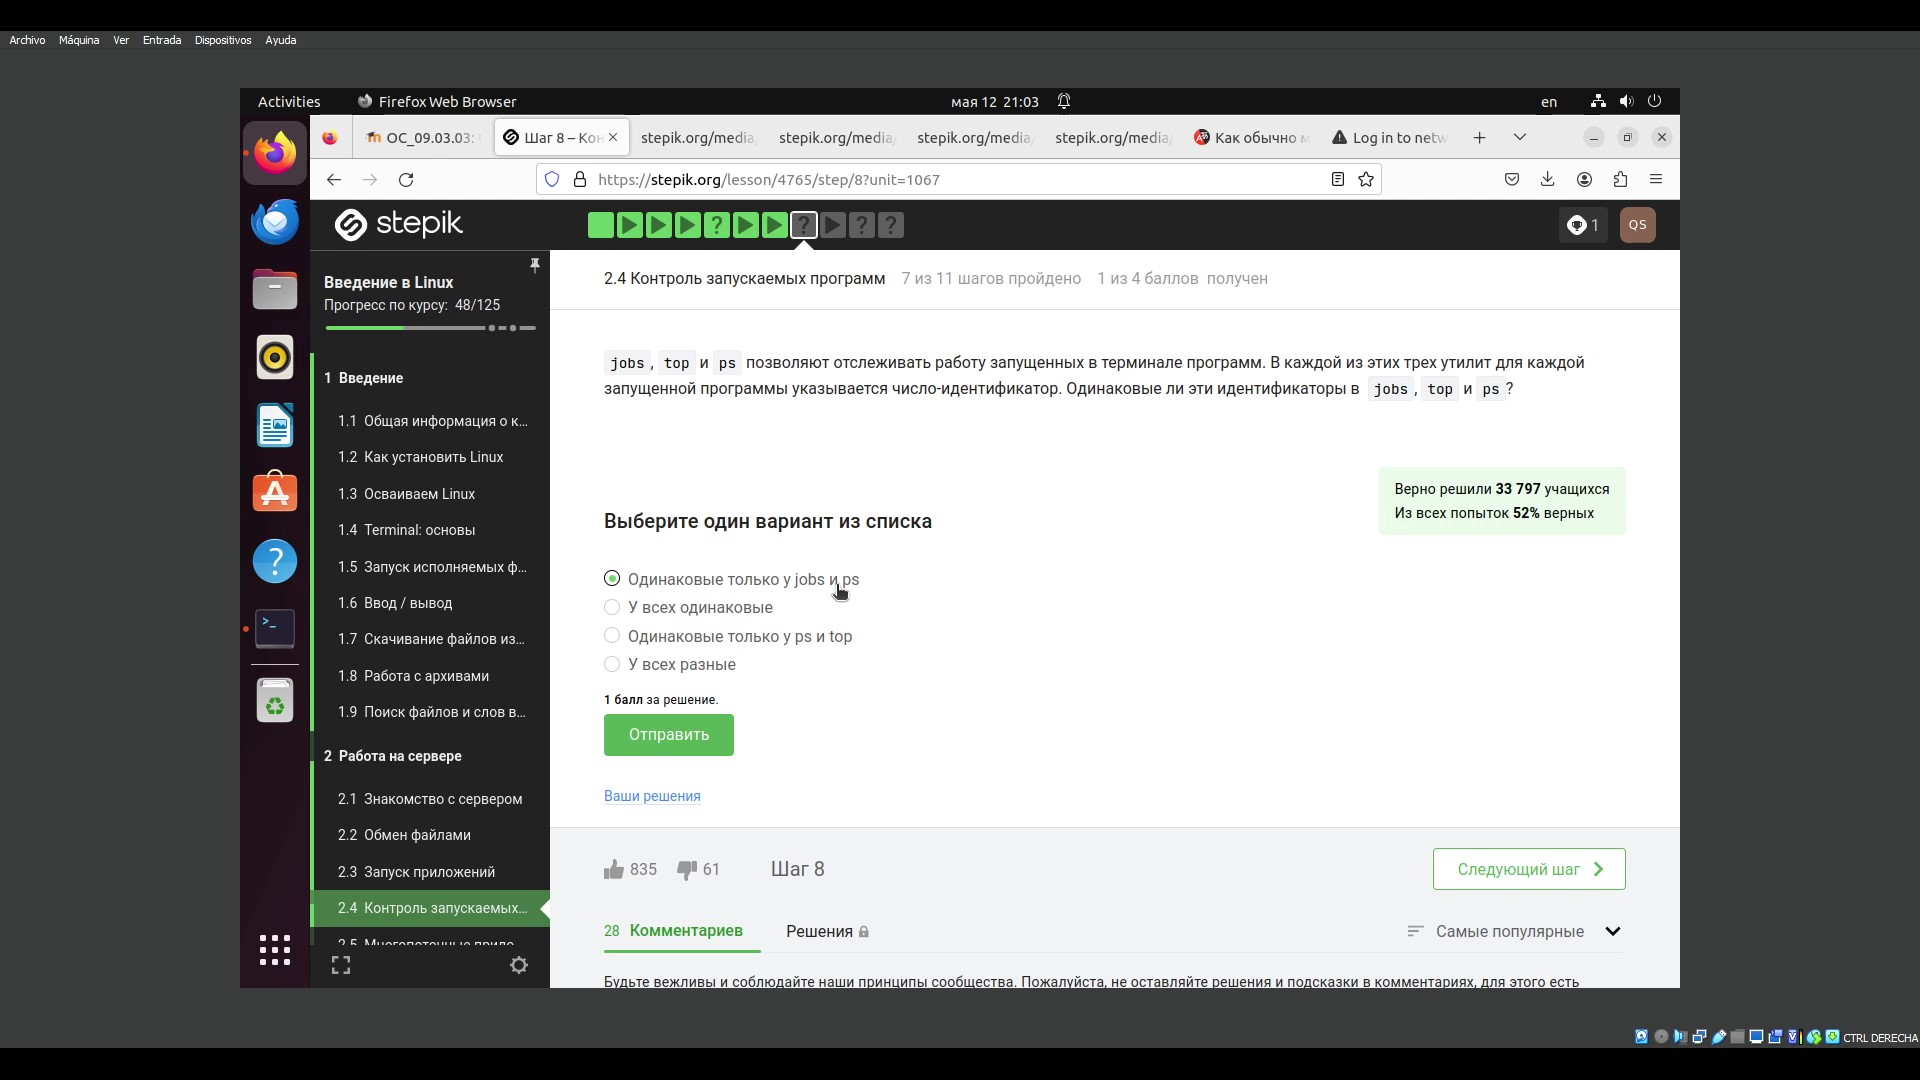 Archivo Máquina Ver Entrada Dispositivos Ayuda
Activities Firefox Web Browser мая 12 21:03 en
ОС_09.03.03: Шаг 8 – Кон stepik.org/media/ stepik.org/media/ stepik.org/media/ stepik.org/media/ Как обычно м Log in to netw
https://stepik.org/lesson/4765/step/8?unit=1067
stepik ? ? ? ? 1 QS
Введение в Linux
Прогресс по курсу: 48/125
1 Введение
1.1 Общая информация о к...
1.2 Как установить Linux
1.3 Осваиваем Linux
1.4 Terminal: основы
1.5 Запуск исполняемых ф...
1.6 Ввод / вывод
1.7 Скачивание файлов из...
1.8 Работа с архивами
1.9 Поиск файлов и слов в...
2 Работа на сервере
2.1 Знакомство с сервером
2.2 Обмен файлами
2.3 Запуск приложений
2.4 Контроль запускаемых...
2.5 Многопоточные прило...
2.4 Контроль запускаемых программ 7 из 11 шагов пройдено 1 из 4 баллов получен
jobs, top и ps позволяют отслеживать работу запущенных в терминале программ. В каждой из этих трех утилит для каждой
запущенной программы указывается число-идентификатор. Одинаковые ли эти идентификаторы в jobs, top и ps?
Верно решили 33 797 учащихся
Из всех попыток 52% верных
Выберите один вариант из списка
Одинаковые только у jobs и ps
У всех одинаковые
Одинаковые только у ps и top
У всех разные
1 балл за решение.
Отправить
Ваши решения
835 61 Шаг 8 Следующий шаг
28 Комментариев Решения Самые популярные
Будьте вежливы и соблюдайте наши принципы сообщества. Пожалуйста, не оставляйте решения и подсказки в комментариях, для этого есть
CTRL DERECHA